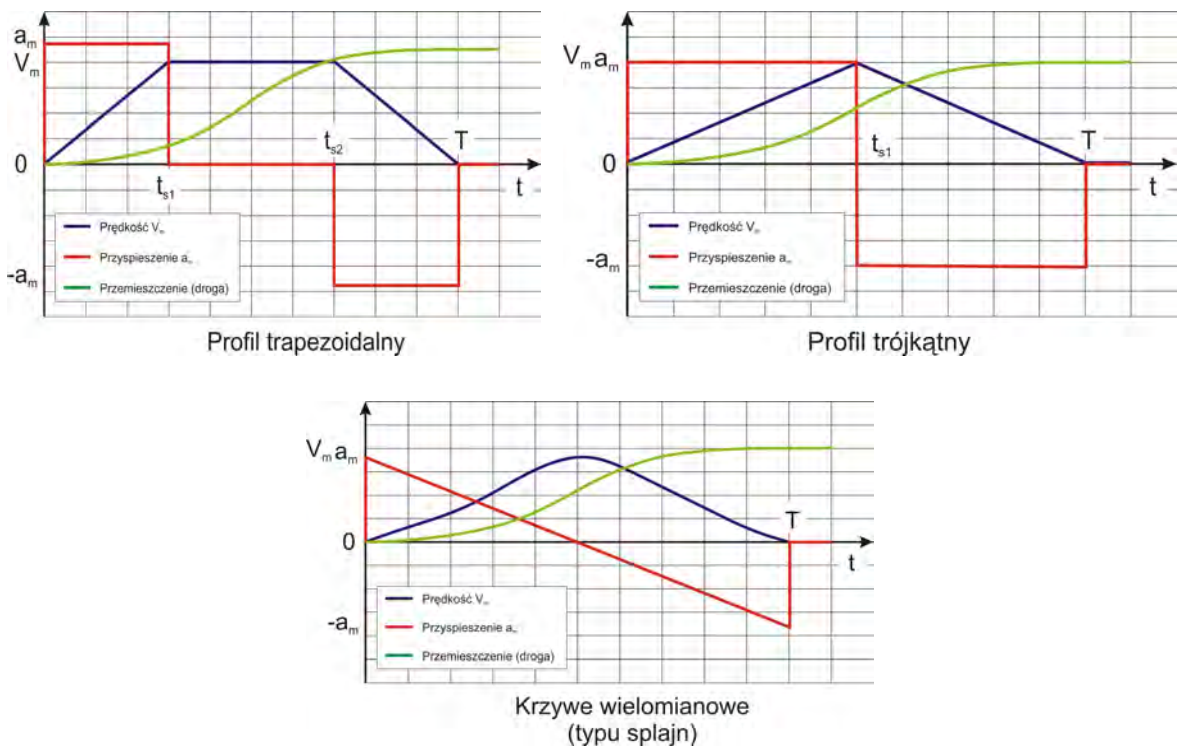 a_m
V_m
0
t_s1
t_s2
T
t
-a_m
Prędkość V_m
Przyspieszenie a_m
Przemieszczenie (droga)
Profil trapezoidalny
V_m a_m
0
t_s1
T
t
-a_m
Prędkość V_m
Przyspieszenie a_m
Przemieszczenie (droga)
Profil trójkątny
V_m a_m
0
T
t
-a_m
Prędkość V_m
Przyspieszenie a_m
Przemieszczenie (droga)
Krzywe wielomianowe
(typu splajn)